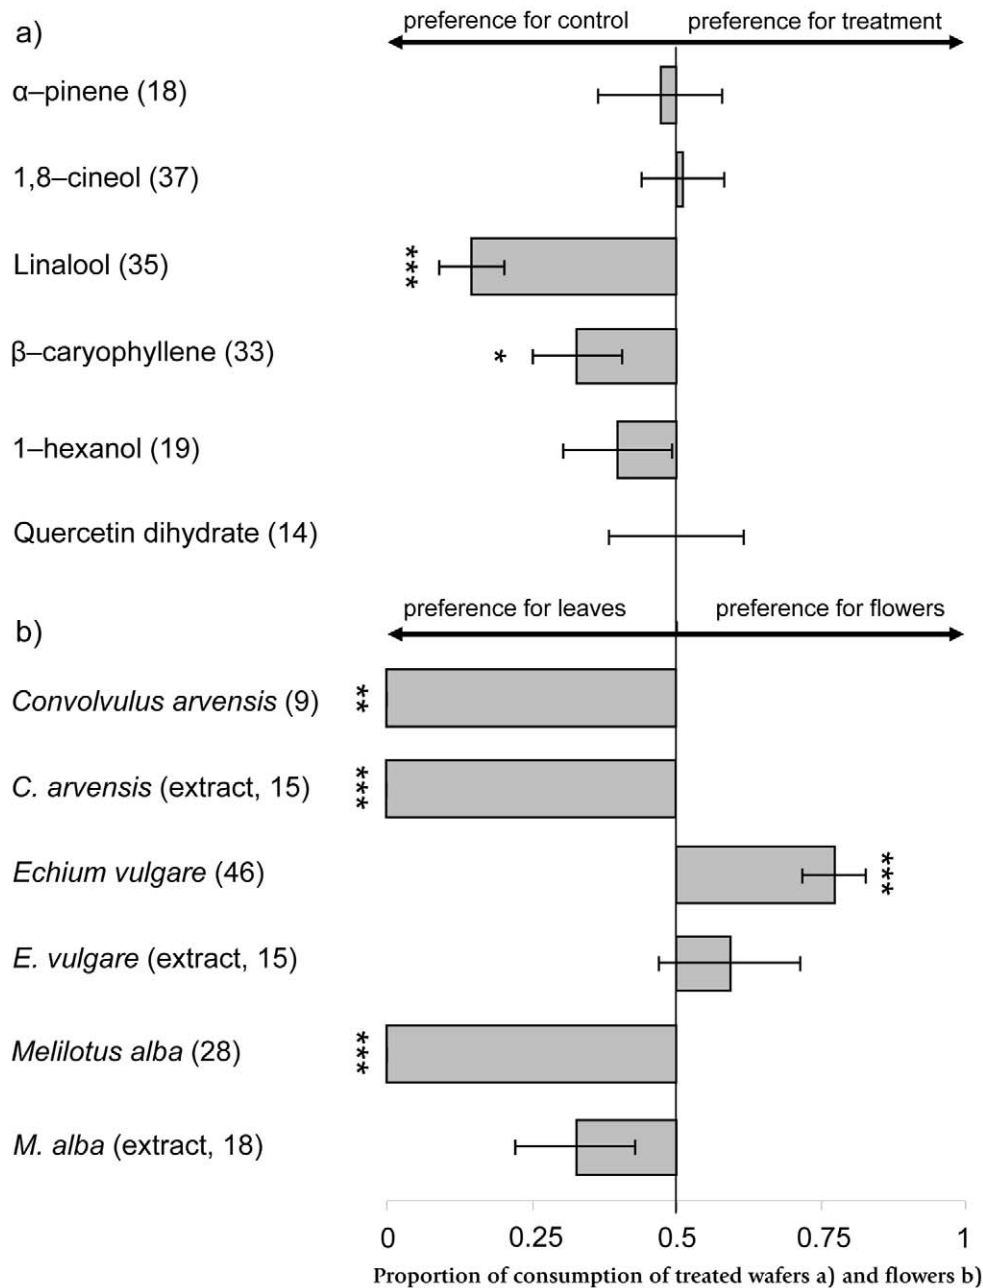 a)
preference for control preference for treatment
α–pinene (18)
1,8–cineol (37)
Linalool (35) ***
β–caryophyllene (33) *
1–hexanol (19)
Quercetin dihydrate (14)
preference for leaves preference for flowers
b)
Convolvulus arvensis (9) **
C. arvensis (extract, 15) ***
Echium vulgare (46) ***
E. vulgare (extract, 15)
Melilotus alba (28) ***
M. alba (extract, 18)
0 0.25 0.5 0.75 1
Proportion of consumption of treated wafers a) and flowers b)